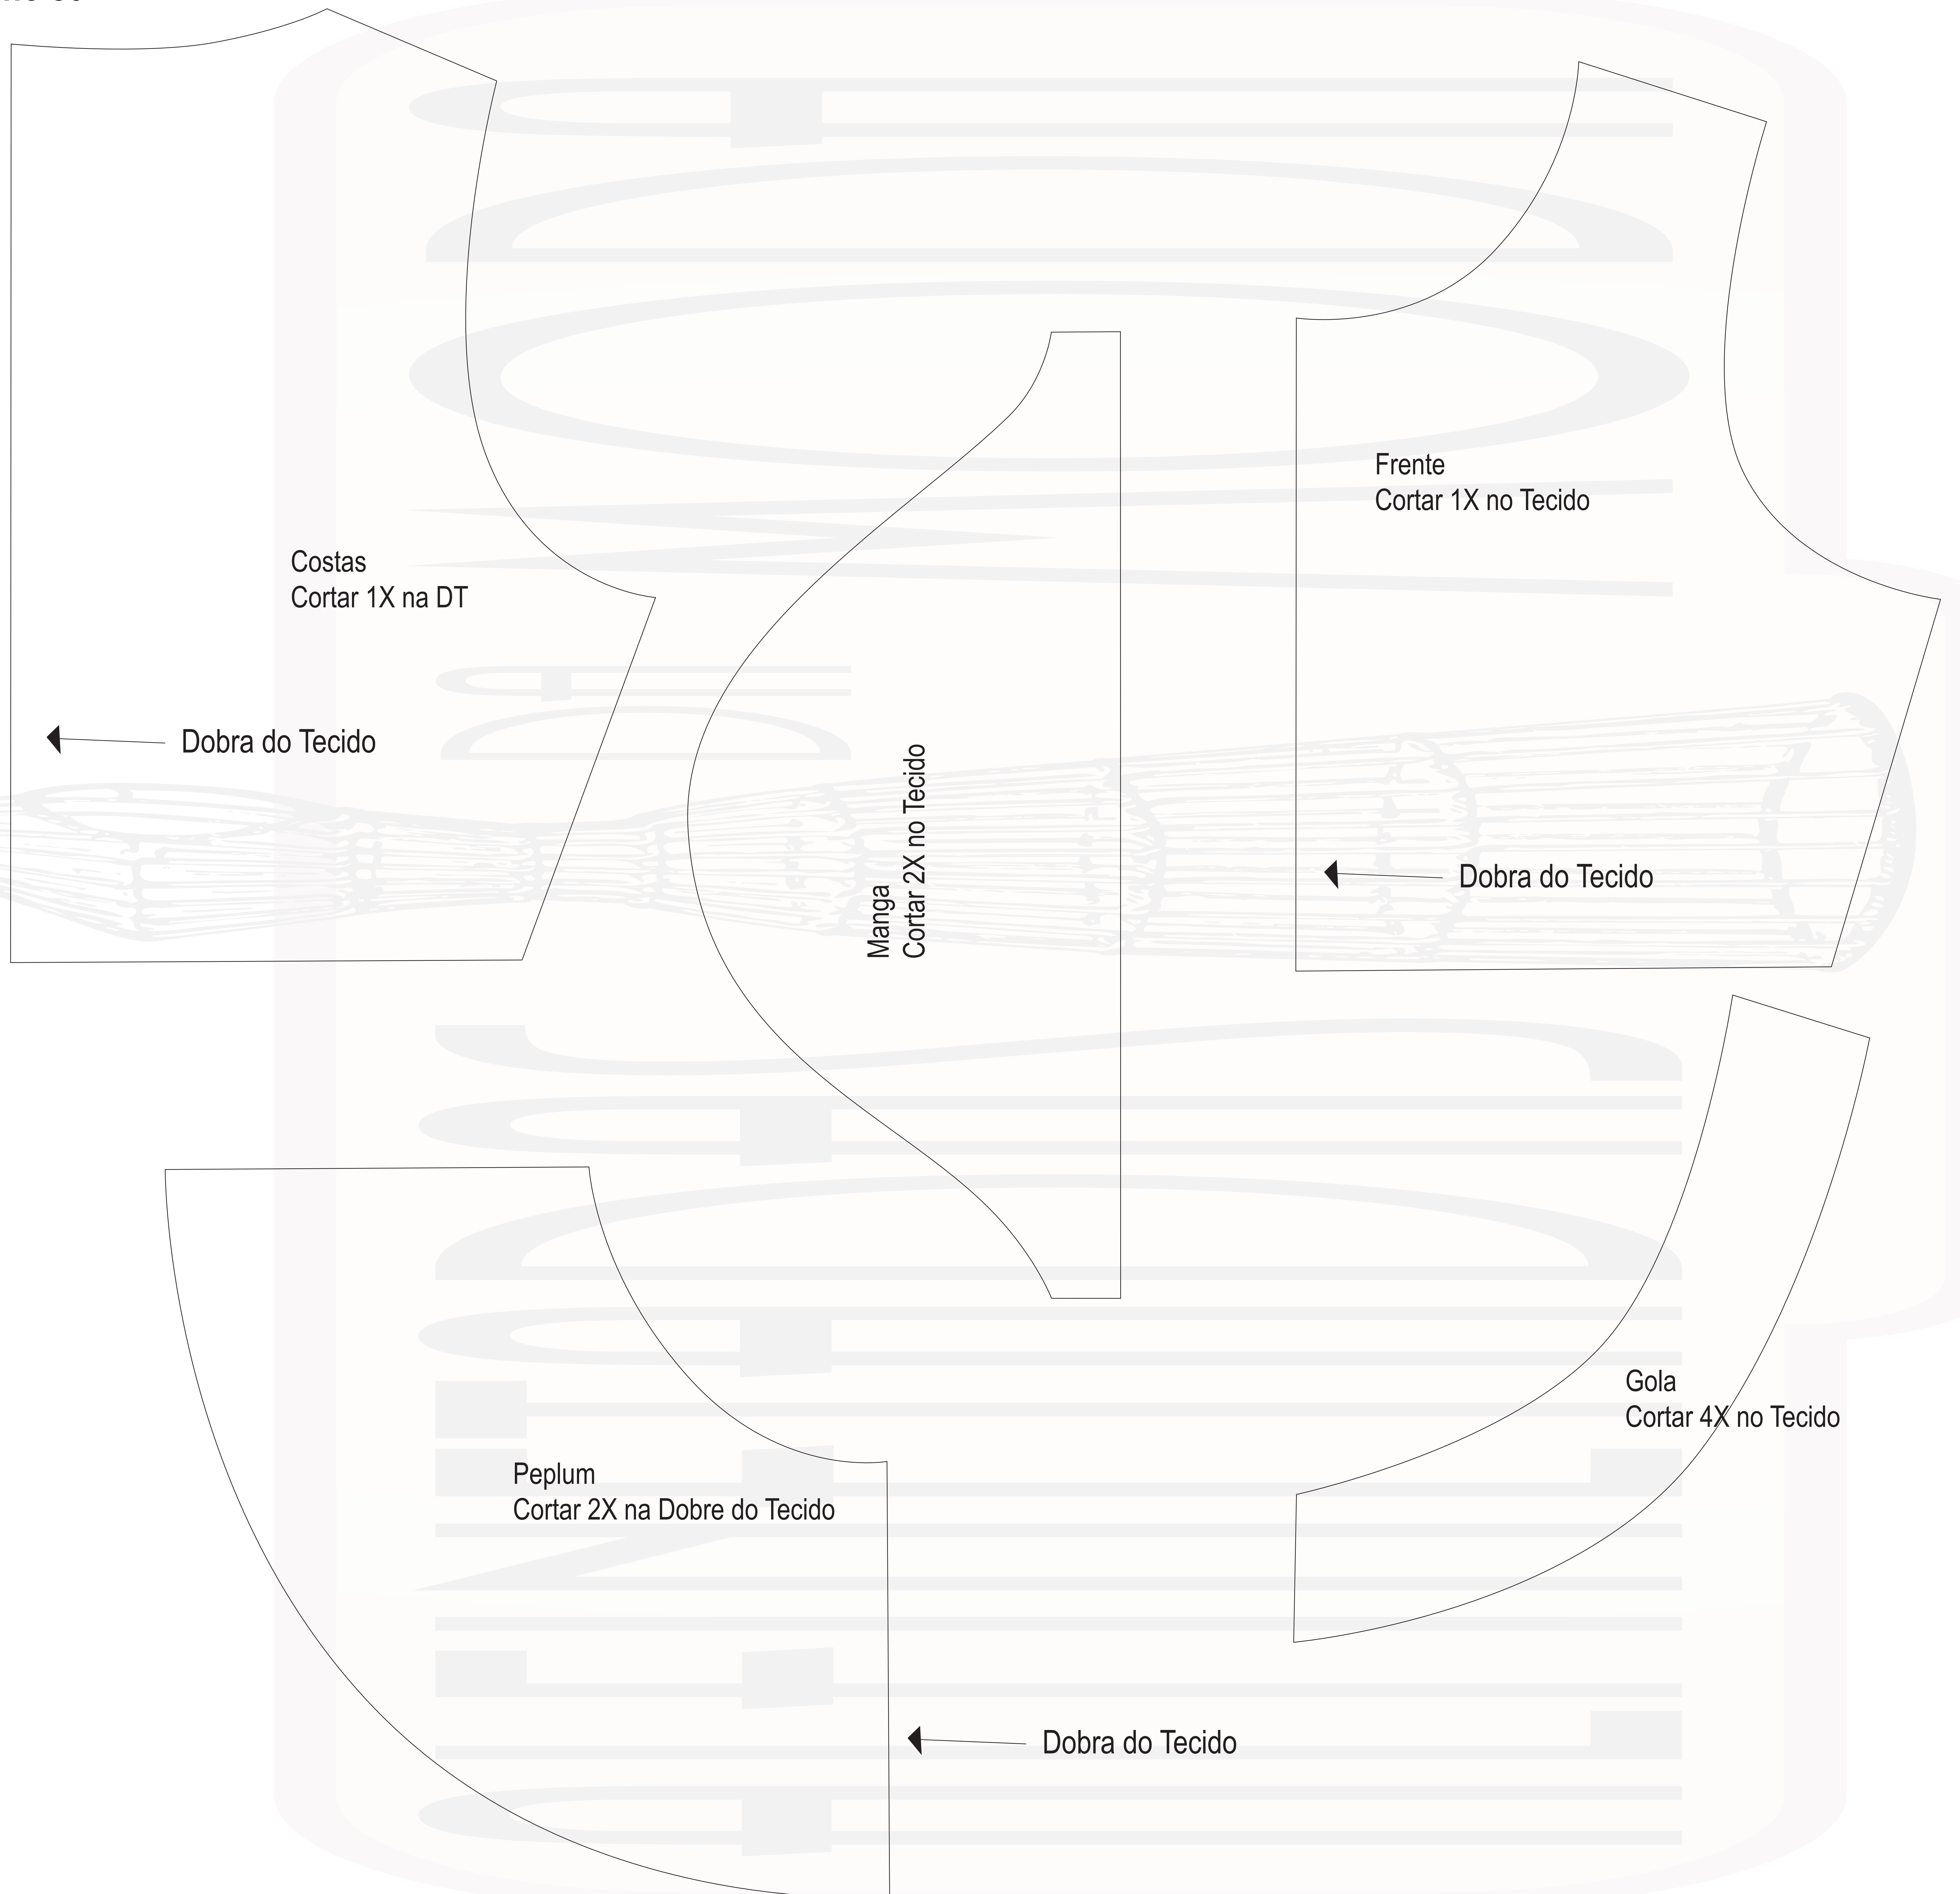 Frente
Cortar 1X no Tecido
Costas
Cortar 1X na DT
Dobra do Tecido
Manga
Cortar 2X no Tecido
Dobra do Tecido
Gola
Cortar 4X no Tecido
Peplum
Cortar 2X na Dobre do Tecido
Dobra do Tecido